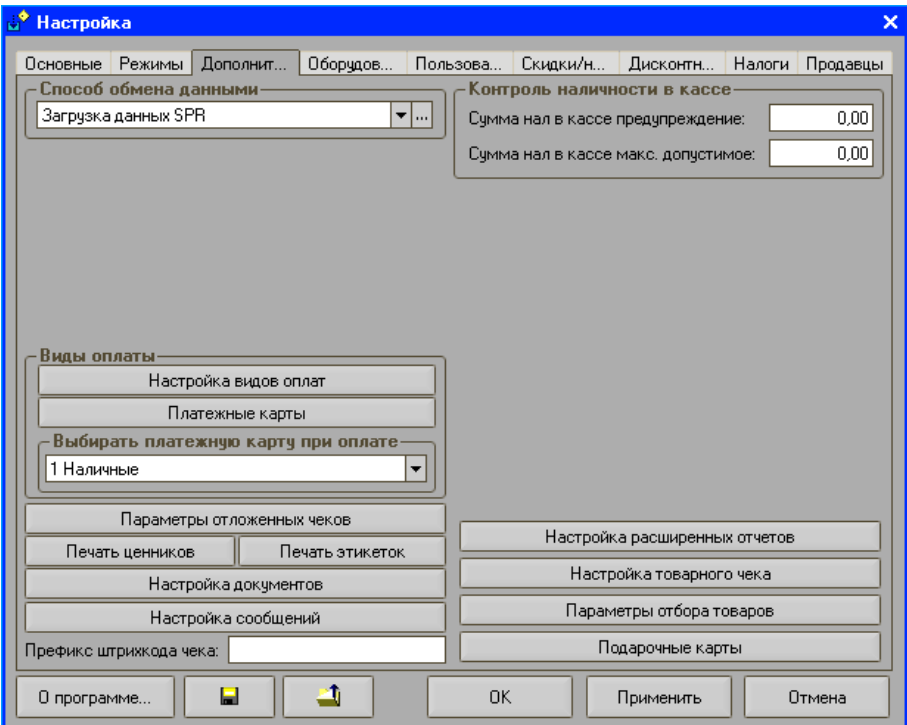 Настройка
Основные Режимы Дополнит... Оборудов... Пользова... Скидки/н... Дисконтн... Налоги Продавцы
Способ обмена данными
Загрузка данных SPR ...
Контроль наличности в кассе
Сумма нал в кассе предупреждение: 0,00
Сумма нал в кассе макс. допустимое: 0,00
Виды оплаты
Настройка видов оплат
Платежные карты
Выбирать платежную карту при оплате
1 Наличные
Параметры отложенных чеков
Печать ценников Печать этикеток
Настройка документов
Настройка сообщений
Префикс штрихкода чека:
Настройка расширенных отчетов
Настройка товарного чека
Параметры отбора товаров
Подарочные карты
О программе... OK Применить Отмена